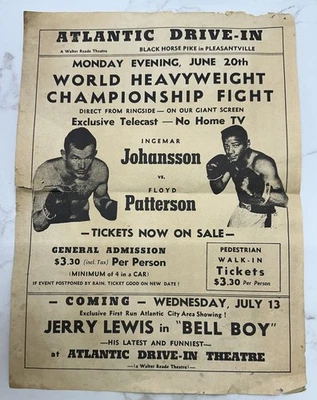 ATLANTIC DRIVE-IN
A Walter Reade Theatre BLACK HORSE PIKE in PLEASANTVILLE
MONDAY EVENING, JUNE 20th
WORLD HEAVYWEIGHT
CHAMPIONSHIP FIGHT
DIRECT FROM RINGSIDE — ON OUR GIANT SCREEN
Exclusive Telecast — No Home TV
INGEMAR
Johansson
vs.
FLOYD
Patterson
—TICKETS NOW ON SALE—
GENERAL ADMISSION
$3.30 (incl. Tax) Per Person
(MINIMUM of 4 in a CAR)
IF EVENT POSTPONED BY RAIN, TICKET GOOD ON NEW DATE!
PEDESTRIAN
WALK-IN
Tickets
$3.30 Per Person
— COMING — WEDNESDAY, JULY 13
Exclusive First Run Atlantic City Area Showing!
JERRY LEWIS in "BELL BOY"
—HIS LATEST and FUNNIEST—
at ATLANTIC DRIVE-IN THEATRE
—(a Walter Reade Theatre)—